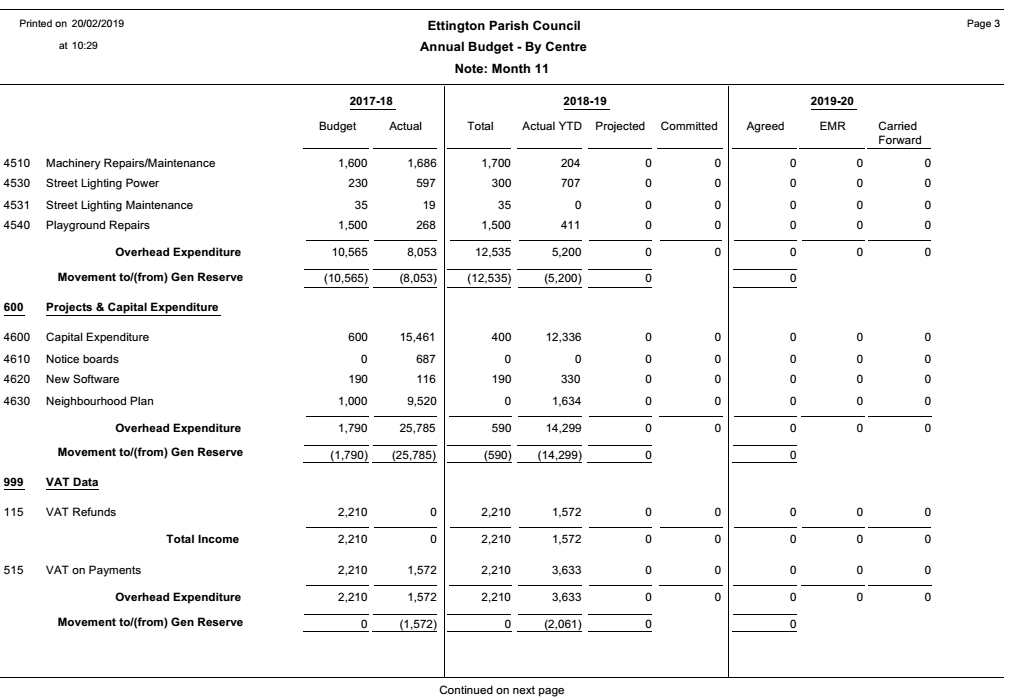 Printed on 20/02/2019 Ettington Parish Council Page 3
at 10:29 Annual Budget - By Centre
Note: Month 11
2017-18 2018-19 2019-20
Budget Actual Total Actual YTD Projected Committed Agreed EMR Carried Forward
4510 Machinery Repairs/Maintenance 1,600 1,686 1,700 204 0 0 0 0 0
4530 Street Lighting Power 230 597 300 707 0 0 0 0 0
4531 Street Lighting Maintenance 35 19 35 0 0 0 0 0 0
4540 Playground Repairs 1,500 268 1,500 411 0 0 0 0 0
Overhead Expenditure 10,565 8,053 12,535 5,200 0 0 0 0 0
Movement to/(from) Gen Reserve (10,565) (8,053) (12,535) (5,200) 0 0
600 Projects & Capital Expenditure
4600 Capital Expenditure 600 15,461 400 12,336 0 0 0 0 0
4610 Notice boards 0 687 0 0 0 0 0 0 0
4620 New Software 190 116 190 330 0 0 0 0 0
4630 Neighbourhood Plan 1,000 9,520 0 1,634 0 0 0 0 0
Overhead Expenditure 1,790 25,785 590 14,299 0 0 0 0 0
Movement to/(from) Gen Reserve (1,790) (25,785) (590) (14,299) 0 0
999 VAT Data
115 VAT Refunds 2,210 0 2,210 1,572 0 0 0 0 0
Total Income 2,210 0 2,210 1,572 0 0 0 0 0
515 VAT on Payments 2,210 1,572 2,210 3,633 0 0 0 0 0
Overhead Expenditure 2,210 1,572 2,210 3,633 0 0 0 0 0
Movement to/(from) Gen Reserve 0 (1,572) 0 (2,061) 0 0
Continued on next page